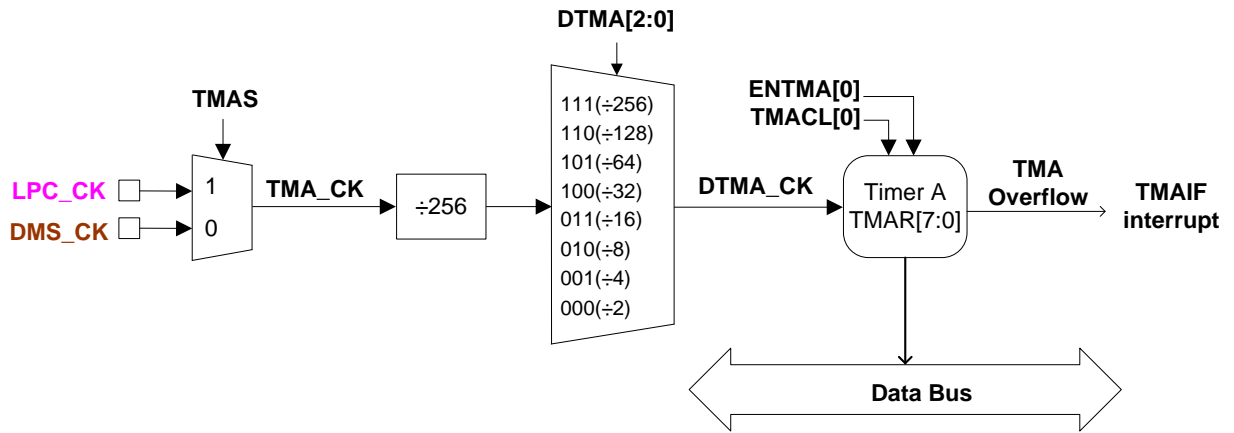 DTMA[2:0]
TMAS
LPC_CK
DMS_CK
1
0
TMA_CK
÷256
111(÷256)
110(÷128)
101(÷64)
100(÷32)
011(÷16)
010(÷8)
001(÷4)
000(÷2)
DTMA_CK
ENTMA[0]
TMACL[0]
Timer A
TMAR[7:0]
TMA
Overflow
TMAIF
interrupt
Data Bus